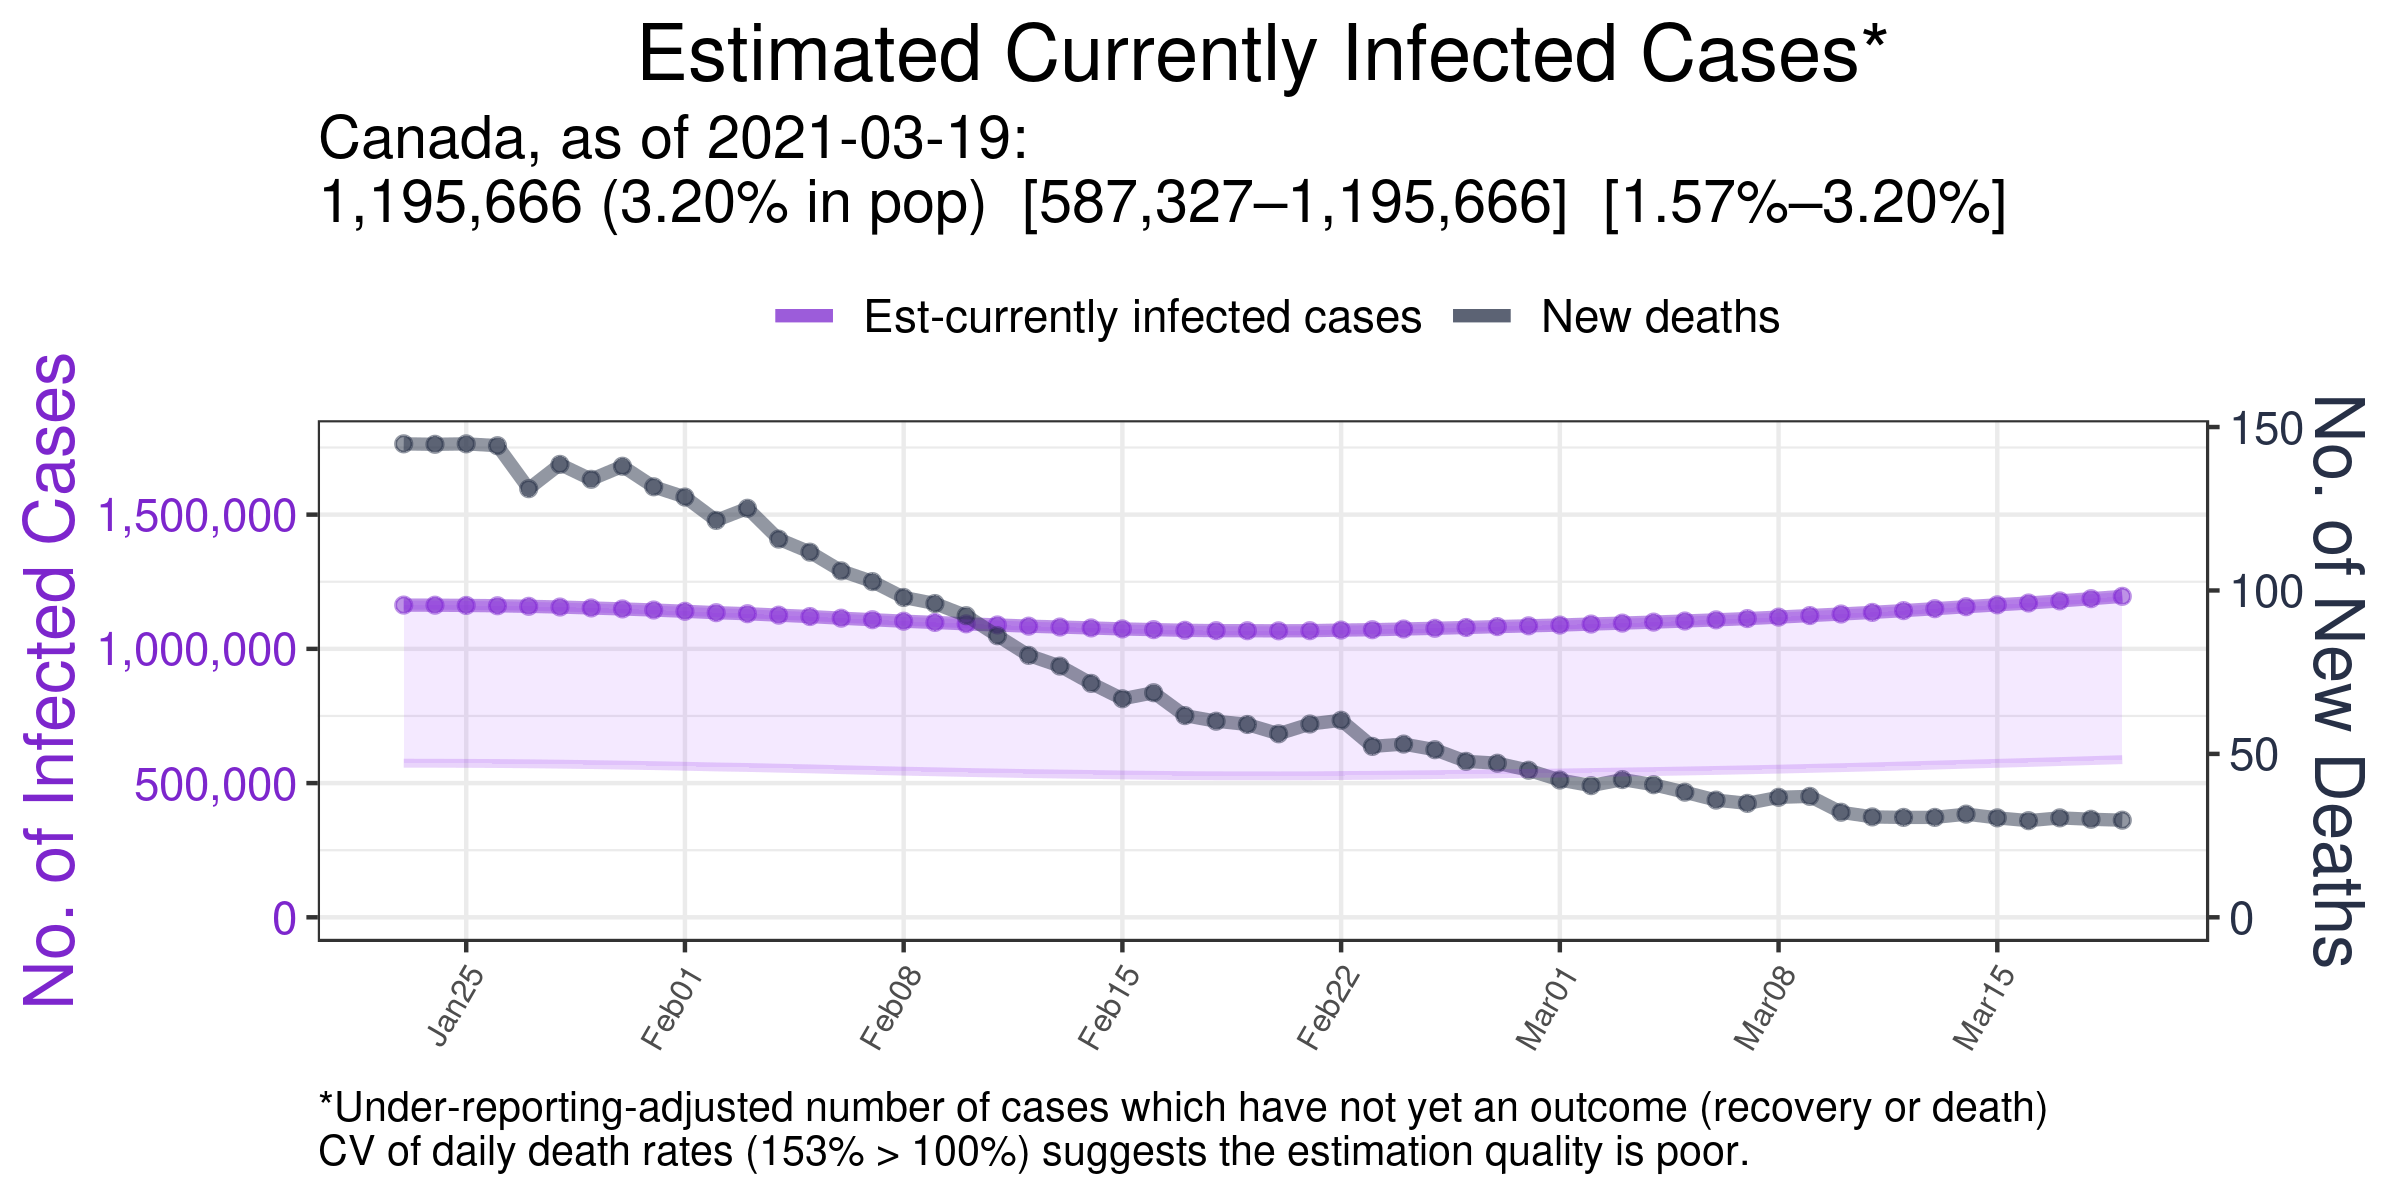 Estimated Currently Infected Cases*
Canada, as of 2021-03-19:
1,195,666 (3.20% in pop) [587,327–1,195,666] [1.57%–3.20%]
Est-currently infected cases New deaths
No. of Infected Cases
1,500,000
1,000,000
500,000
0
150
100
50
0
No. of New Deaths
Jan25 Feb01 Feb08 Feb15 Feb22 Mar01 Mar08 Mar15
*Under-reporting-adjusted number of cases which have not yet an outcome (recovery or death)
CV of daily death rates (153% > 100%) suggests the estimation quality is poor.